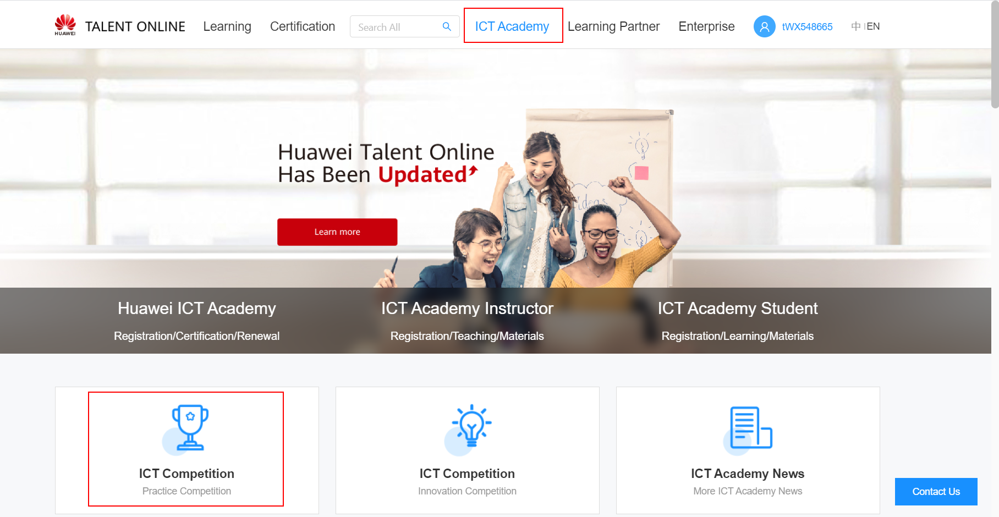 HUAWEI
TALENT ONLINE
Learning
Certification
Search All
ICT Academy
Learning Partner
Enterprise
tWX548665
中 | EN
Huawei Talent Online
Has Been Updated
ideas
Learn more
Huawei ICT Academy
Registration/Certification/Renewal
ICT Academy Instructor
Registration/Teaching/Materials
ICT Academy Student
Registration/Learning/Materials
ICT Competition
Practice Competition
ICT Competition
Innovation Competition
ICT Academy News
More ICT Academy News
Contact Us